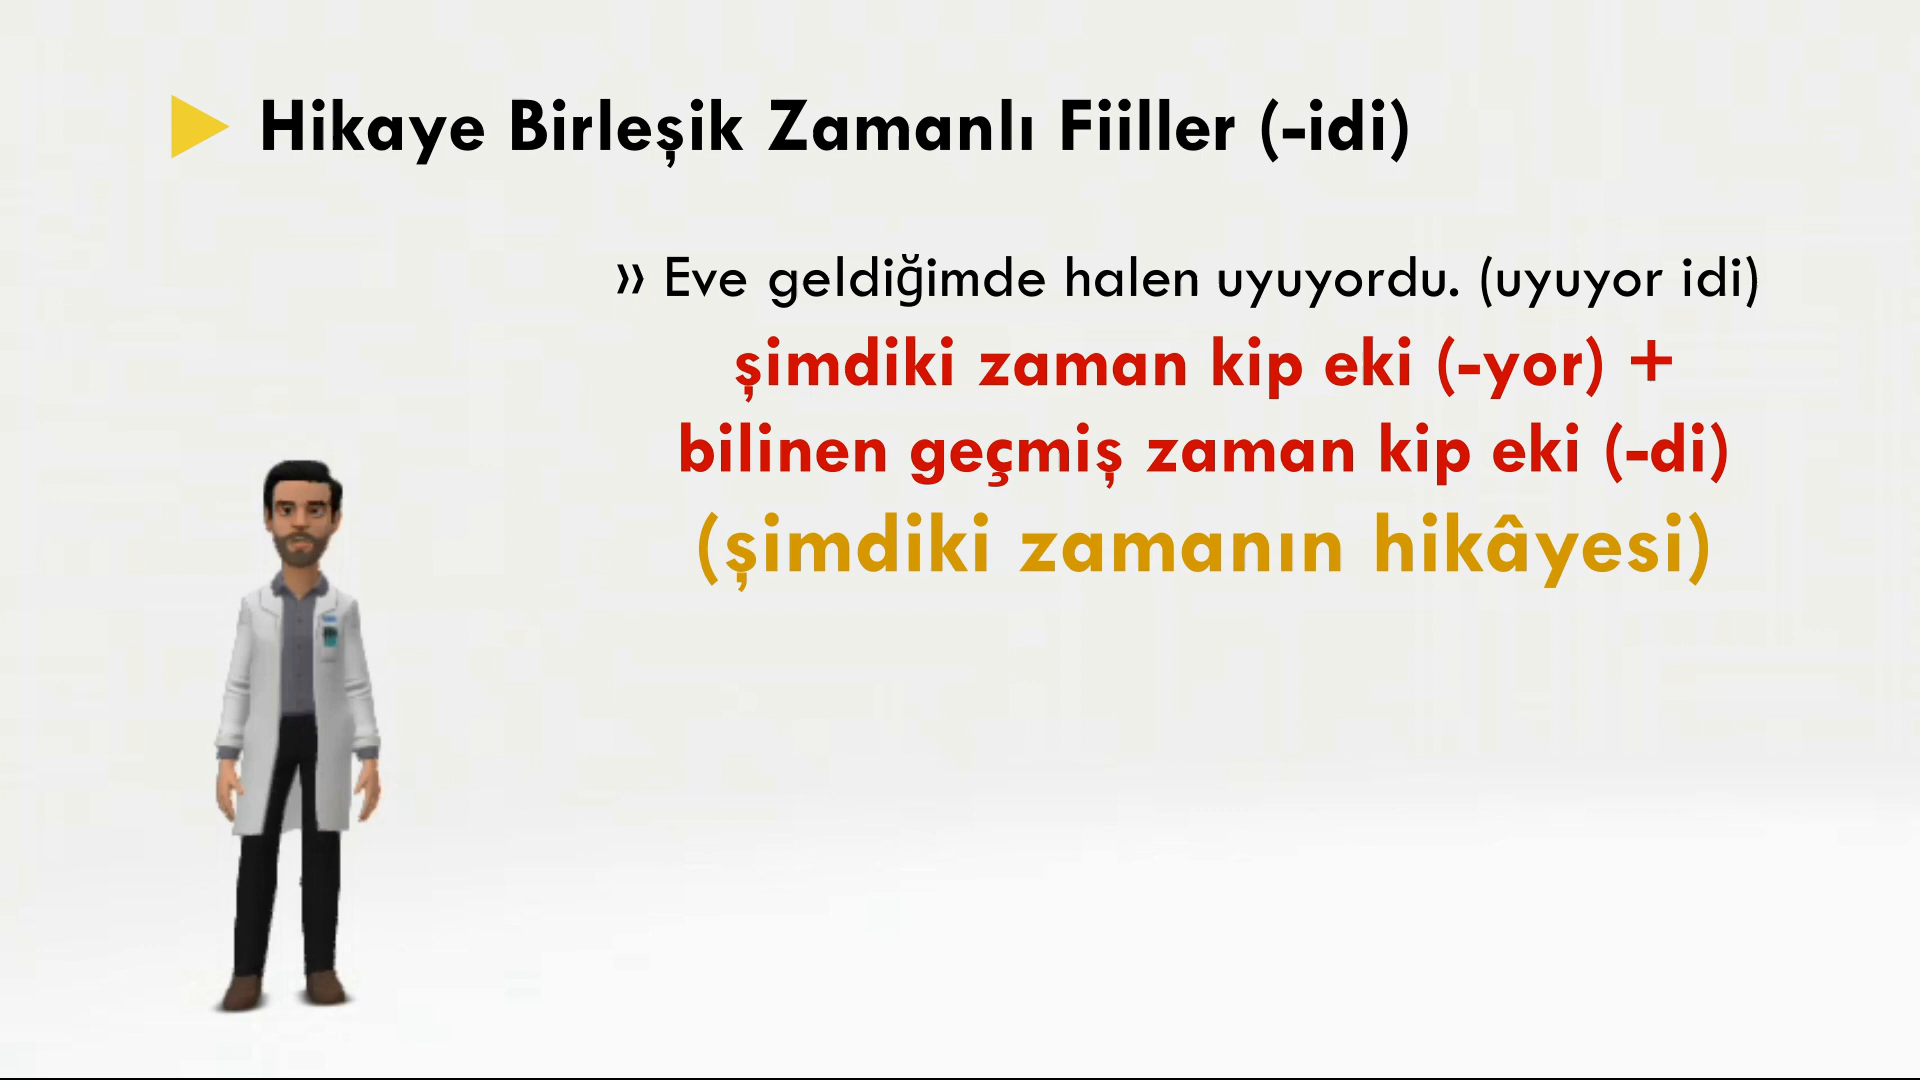 Hikaye Birleşik Zamanlı Fiiller (-idi)
» Eve geldiğimde halen uyuyordu. (uyuyor idi)
şimdiki zaman kip eki (-yor) +
bilinen geçmiş zaman kip eki (-di)
(şimdiki zamanın hikâyesi)